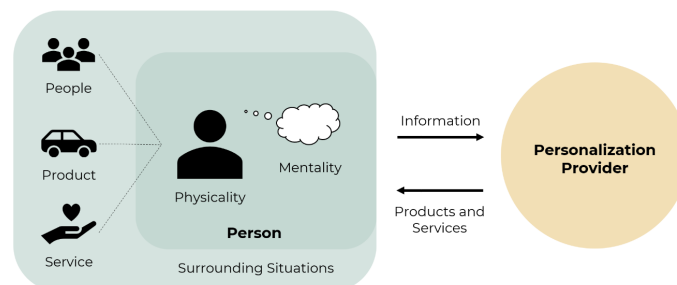 People
Product
Service
Physicality
Mentality
Person
Surrounding Situations
Information
Products and
Services
Personalization
Provider